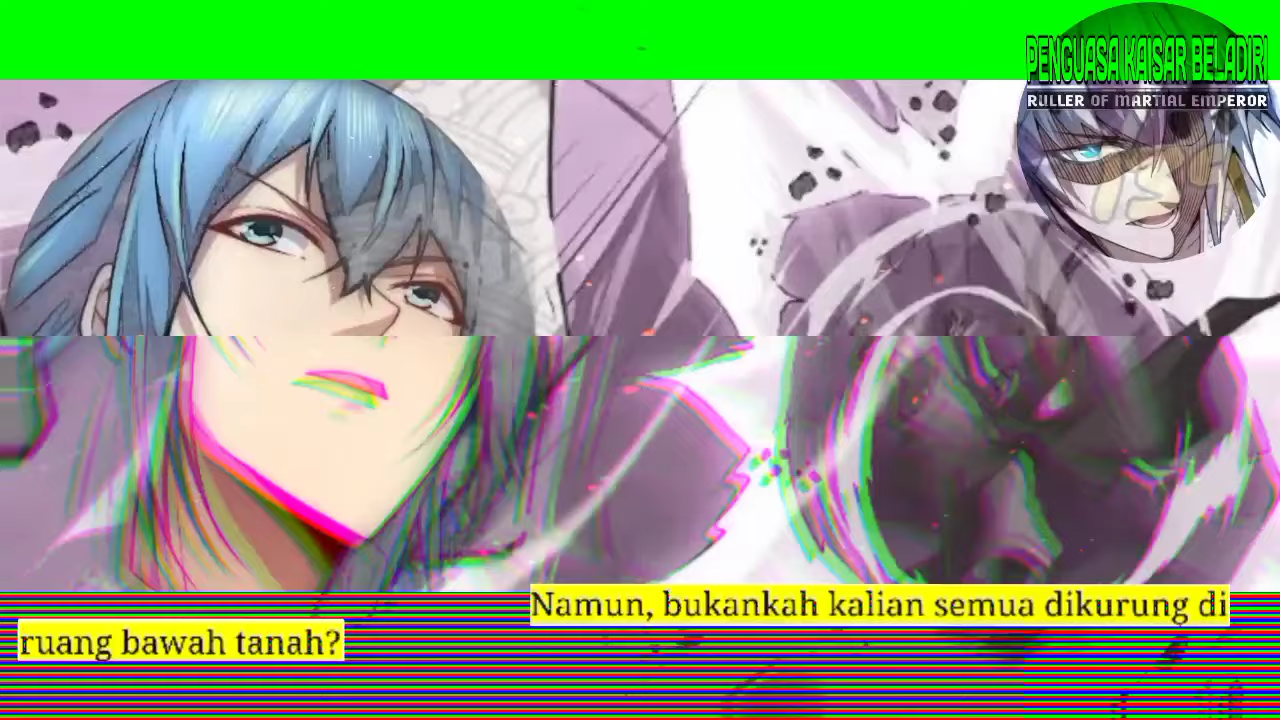 PENGUASA KAISAR BELADIRI
RULLER OF MARTIAL EMPEROR
Namun, bukankah kalian semua dikurung di
ruang bawah tanah?